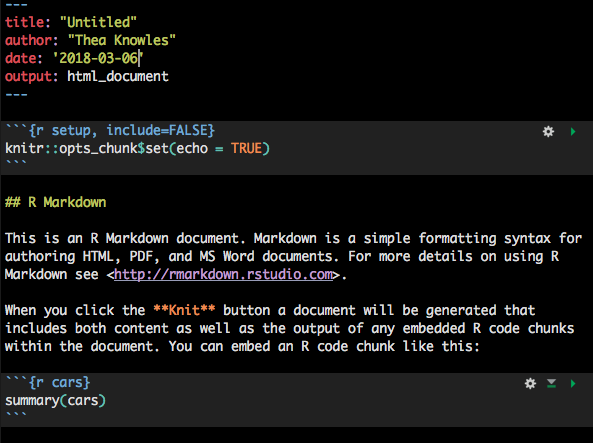 ---
title: "Untitled"
author: "Thea Knowles"
date: '2018-03-06'
output: html_document
---
```{r setup, include=FALSE}
knitr::opts_chunk$set(echo = TRUE)
```
## R Markdown
This is an R Markdown document. Markdown is a simple formatting syntax for
authoring HTML, PDF, and MS Word documents. For more details on using R
Markdown see <http://rmarkdown.rstudio.com>.
When you click the **Knit** button a document will be generated that
includes both content as well as the output of any embedded R code chunks
within the document. You can embed an R code chunk like this:
```{r cars}
summary(cars)
```